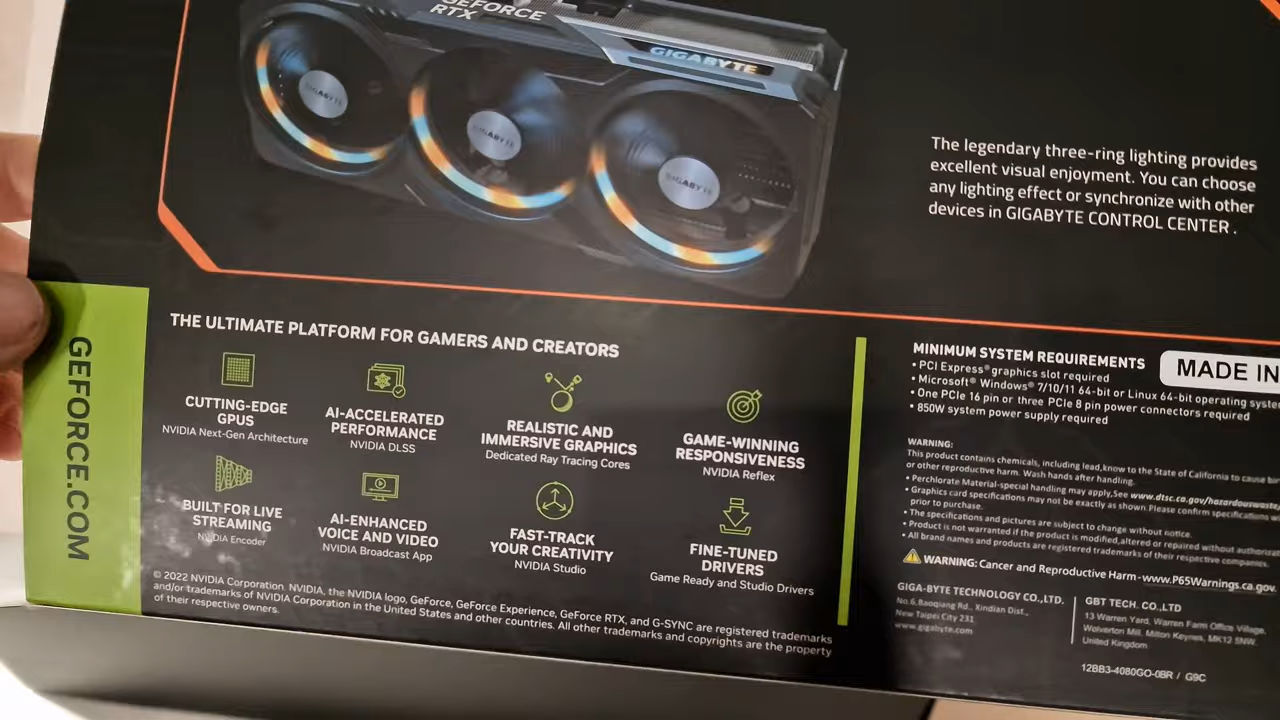 GEFORCE
RTX
GIGABYTE
GIGABYTE
GIGABYTE
GIGABYTE
The legendary three-ring lighting provides
excellent visual enjoyment. You can choose
any lighting effect or synchronize with other
devices in GIGABYTE CONTROL CENTER .
GEFORCE.COM
THE ULTIMATE PLATFORM FOR GAMERS AND CREATORS
CUTTING-EDGE
GPUS
NVIDIA Next-Gen Architecture
AI-ACCELERATED
PERFORMANCE
NVIDIA DLSS
REALISTIC AND
IMMERSIVE GRAPHICS
Dedicated Ray Tracing Cores
GAME-WINNING
RESPONSIVENESS
NVIDIA Reflex
BUILT FOR LIVE
STREAMING
NVIDIA Encoder
AI-ENHANCED
VOICE AND VIDEO
NVIDIA Broadcast App
FAST-TRACK
YOUR CREATIVITY
NVIDIA Studio
FINE-TUNED
DRIVERS
Game Ready and Studio Drivers
© 2022 NVIDIA Corporation. NVIDIA, the NVIDIA logo, GeForce, GeForce Experience, GeForce RTX, and G-SYNC are registered trademarks
and/or trademarks of NVIDIA Corporation in the United States and other countries. All other trademarks and copyrights are the property
of their respective owners.
MINIMUM SYSTEM REQUIREMENTS
MADE IN
• PCI Express® graphics slot required
• Microsoft® Windows® 7/10/11 64-bit or Linux 64-bit operating syste
• One PCIe 16 pin or three PCIe 8 pin power connectors required
• 850W system power supply required
WARNING:
This product contains chemicals, including lead,know to the State of California to cause
or other reproductive harm. Wash hands after handling.
• Perchlorate Material-special handling may apply,See www.dtsc.ca.gov/hazardouswaste
• Graphics card specifications may not be exactly as shown.Please confirm specifications
prior to purchase.
• The specifications and pictures are subject to change without notice.
• Product is not warranted if the product is modified,altered or repaired without
• All brand names and products are registered trademarks of their respective companies.
WARNING: Cancer and Reproductive Harm-www.P65Warnings.ca.gov.
GIGA-BYTE TECHNOLOGY CO.,LTD.
No.6,Baoqiang Rd., Xindian Dist.,
New Taipei City 231
www.gigabyte.com
GBT TECH. CO.,LTD
13 Warren Yard, Warren Farm Office Village,
Wolverton Mill, Milton Keynes, MK12 5NW.
United Kingdom
12BB3-4080GO-0BR / G9C